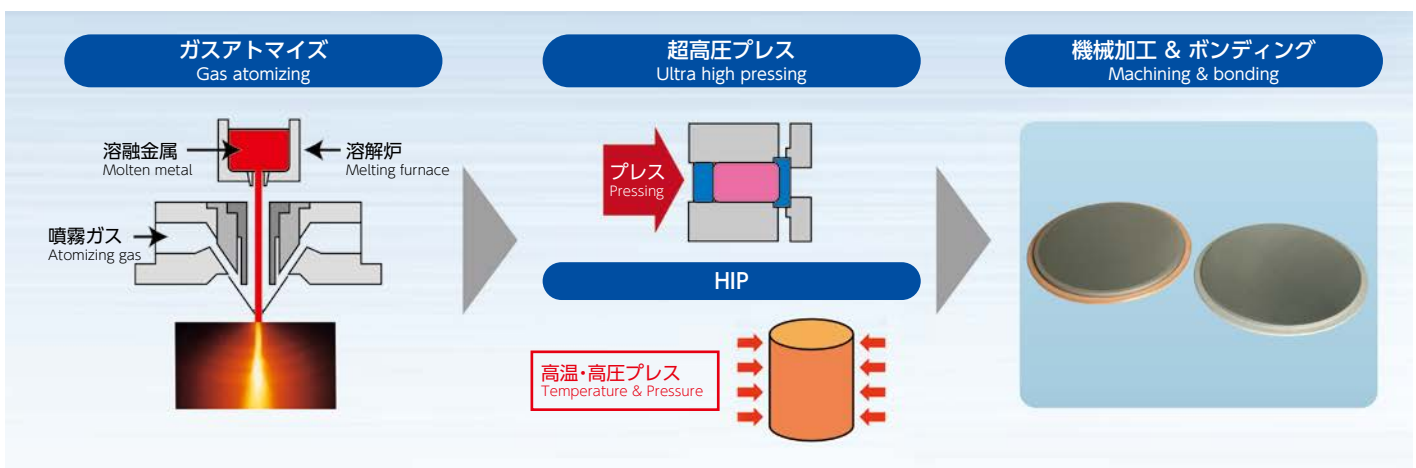 ガスアトマイズ
Gas atomizing
溶融金属
Molten metal
溶解炉
Melting furnace
噴霧ガス
Atomizing gas
超高圧プレス
Ultra high pressing
プレス
Pressing
HIP
高温・高圧プレス
Temperature & Pressure
機械加工 & ボンディング
Machining & bonding